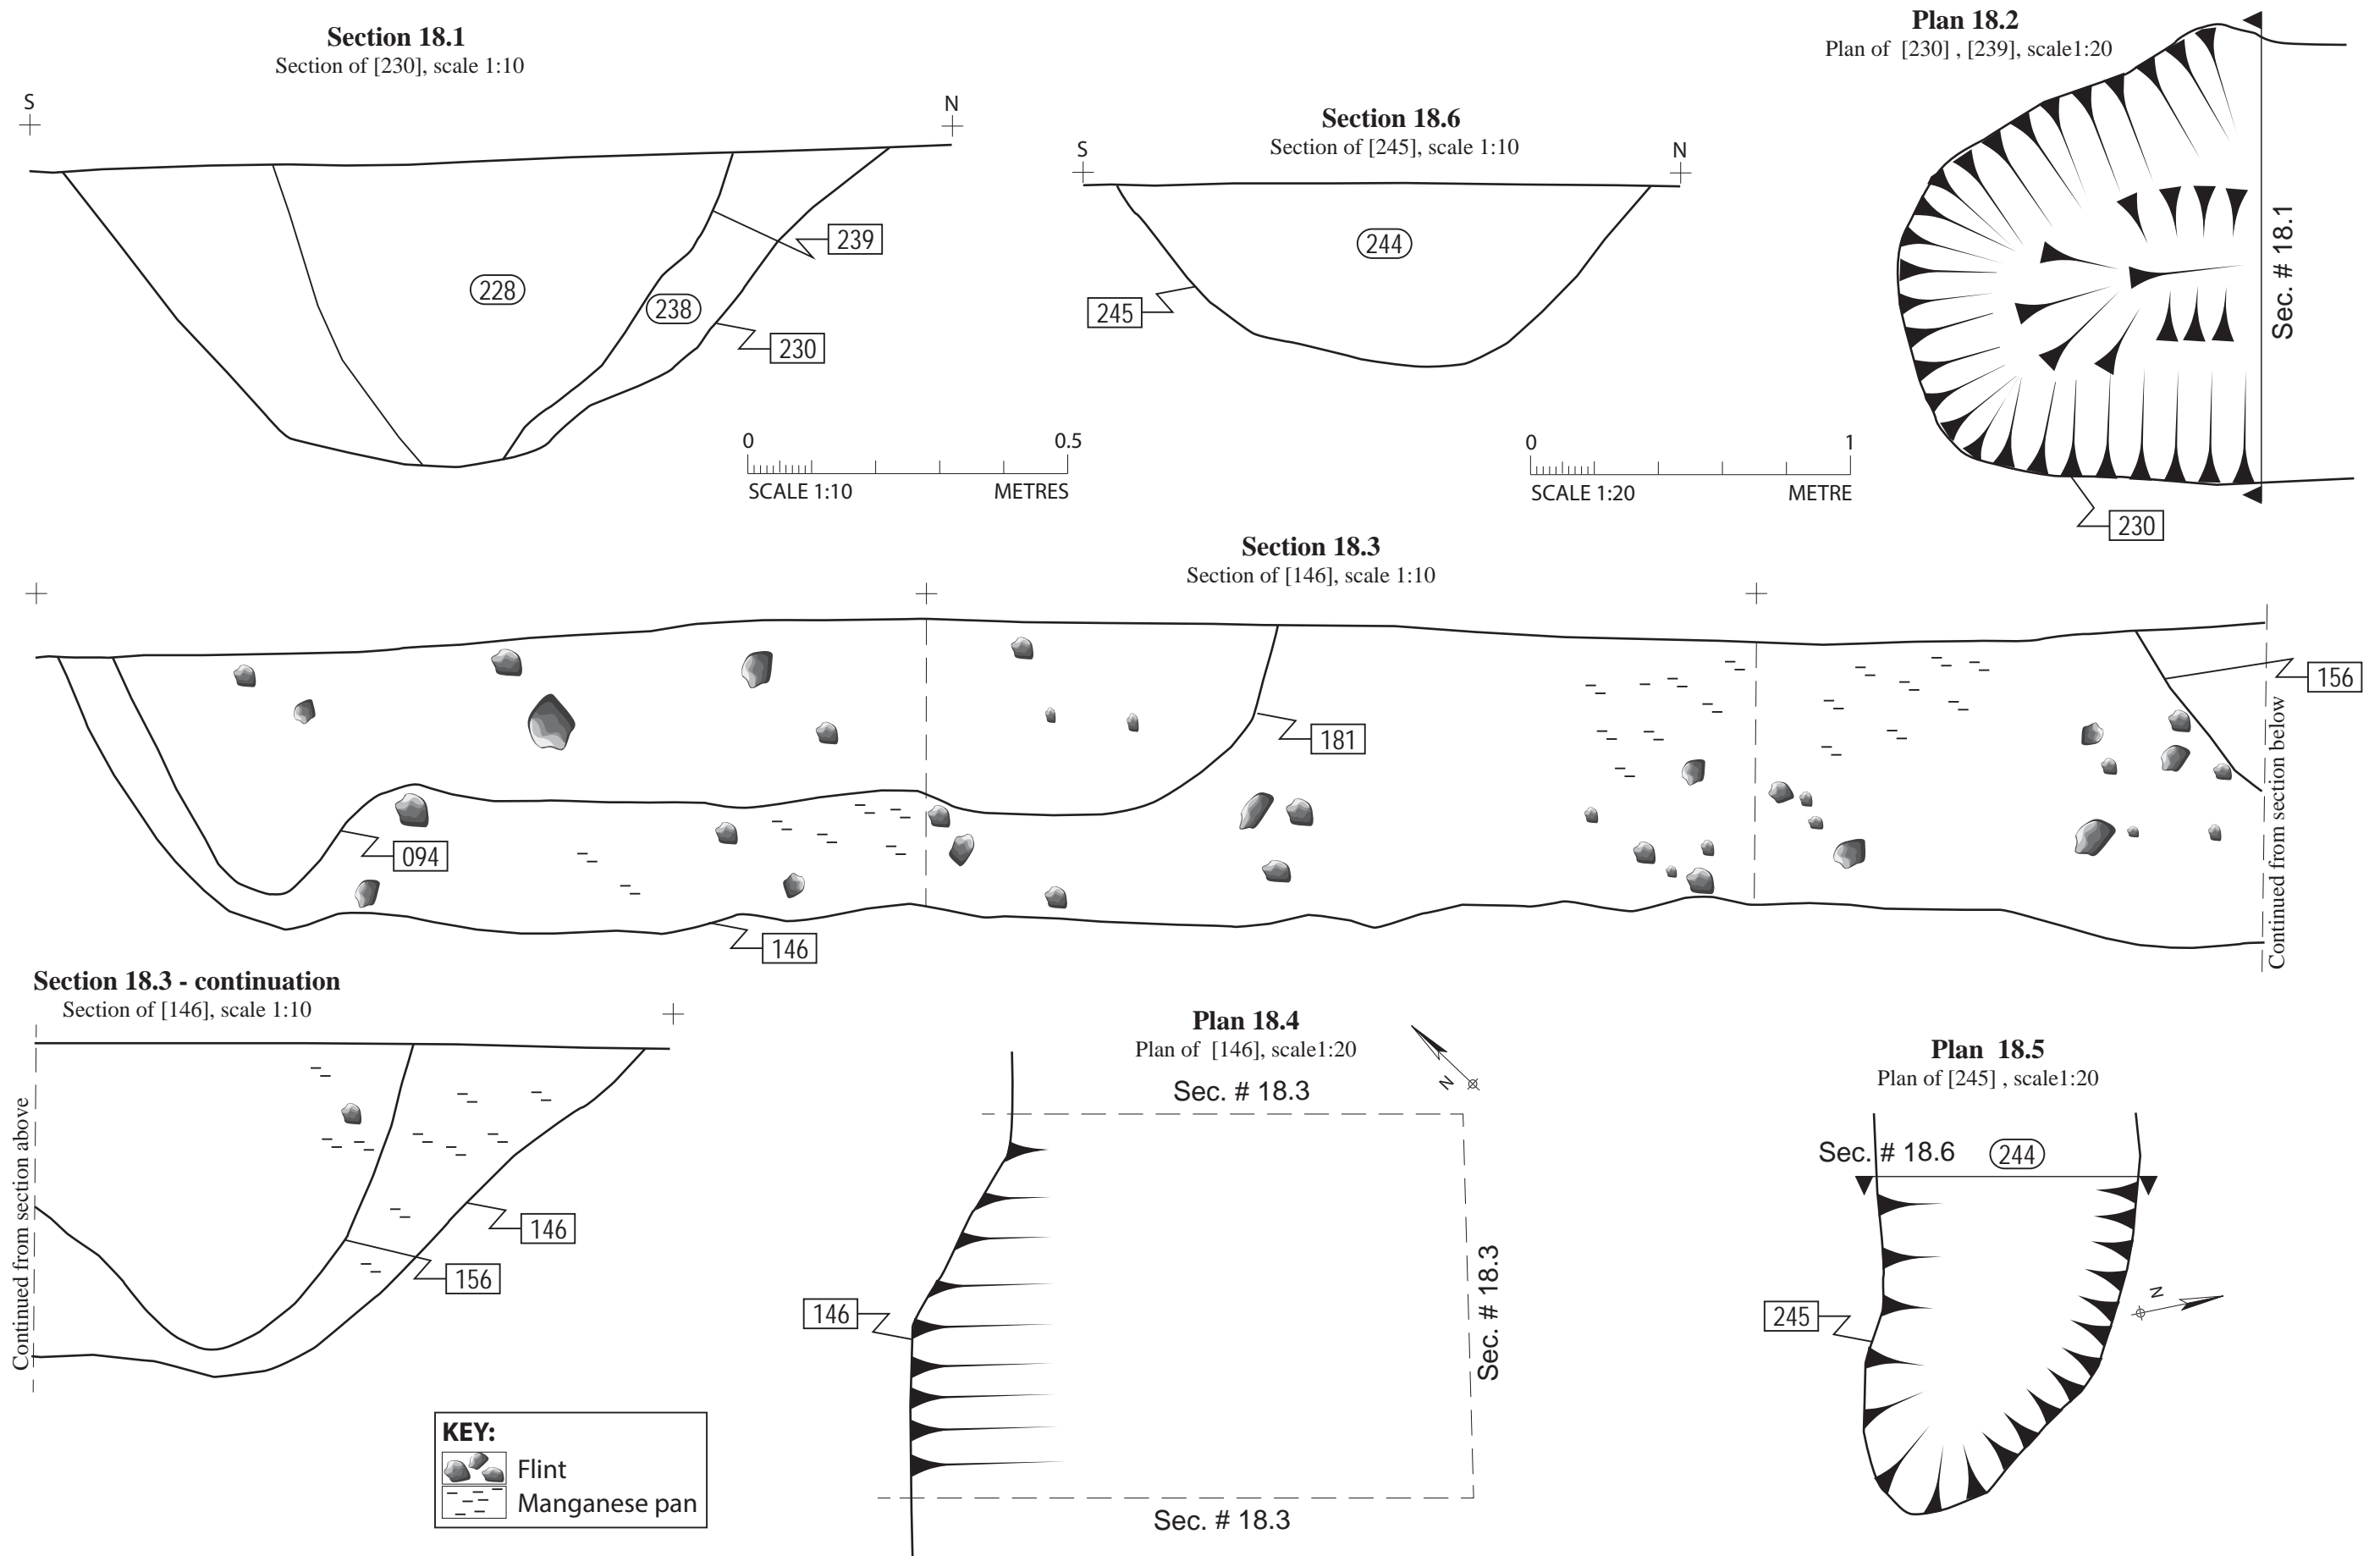 Section 18.1
Section of [230], scale 1:10
S
N
228
238
239
230
Section 18.6
Section of [245], scale 1:10
S
N
244
245
Plan 18.2
Plan of [230] , [239], scale1:20
Sec. # 18.1
230
0 0.5
SCALE 1:10 METRES
0 1
SCALE 1:20 METRE
Section 18.3
Section of [146], scale 1:10
156
181
094
146
Continued from section below
Section 18.3 - continuation
Section of [146], scale 1:10
Continued from section above
146
156
KEY:
Flint
Manganese pan
Plan 18.4
Plan of [146], scale1:20
N
Sec. # 18.3
Sec. # 18.3
146
Sec. # 18.3
Plan 18.5
Plan of [245] , scale1:20
Sec. # 18.6
244
N
245